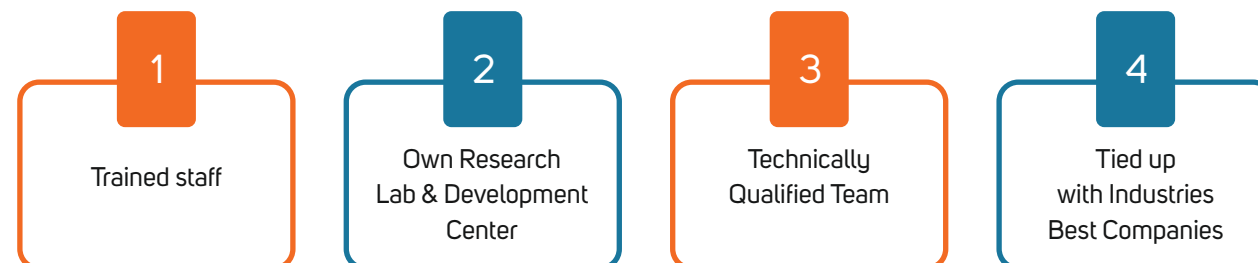 1
Trained staff
2
Own Research
Lab & Development
Center
3
Technically
Qualified Team
4
Tied up
with Industries
Best Companies